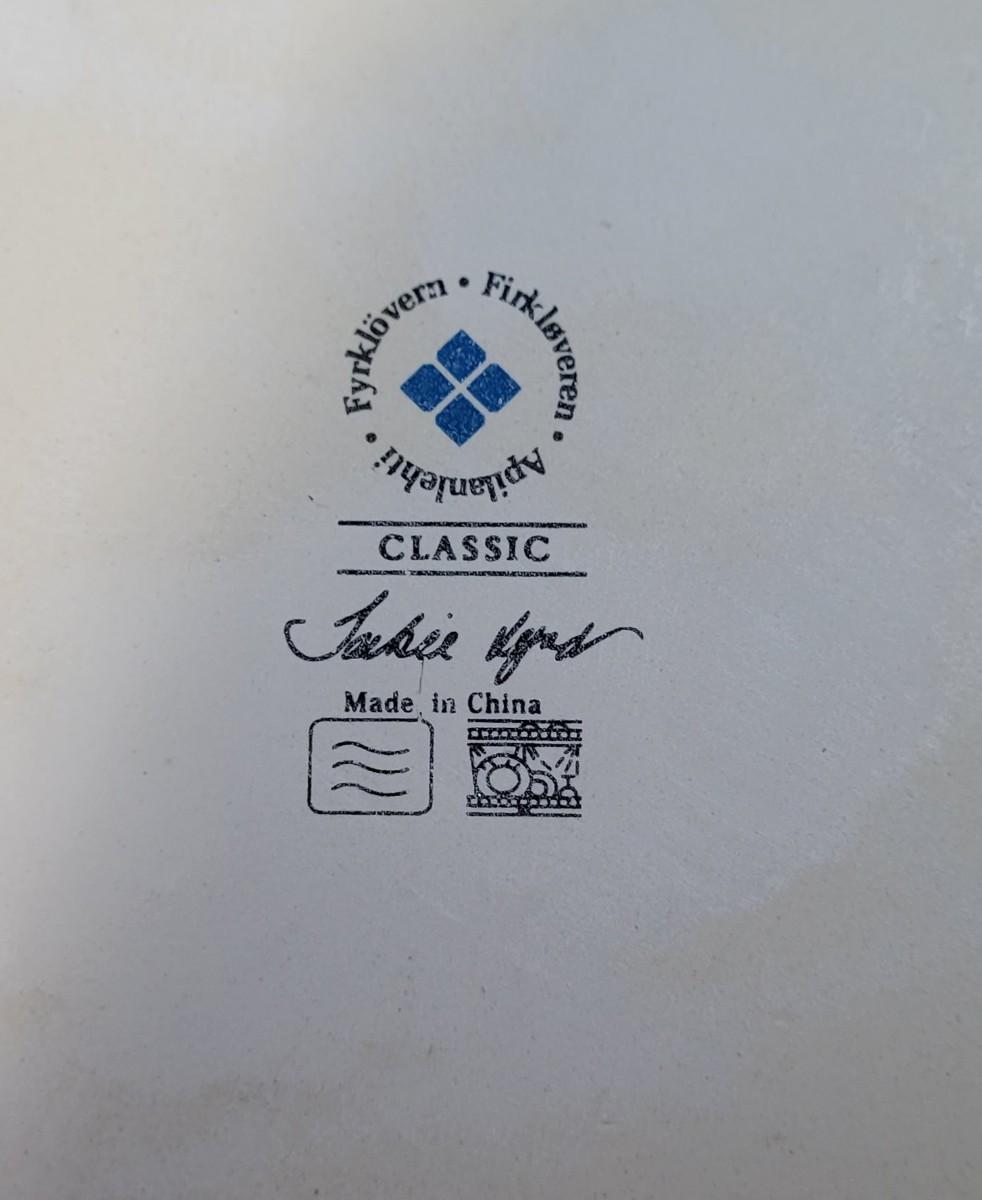 Fyrklövern • Firkløveren • Apilanlehti •
CLASSIC
Made in China